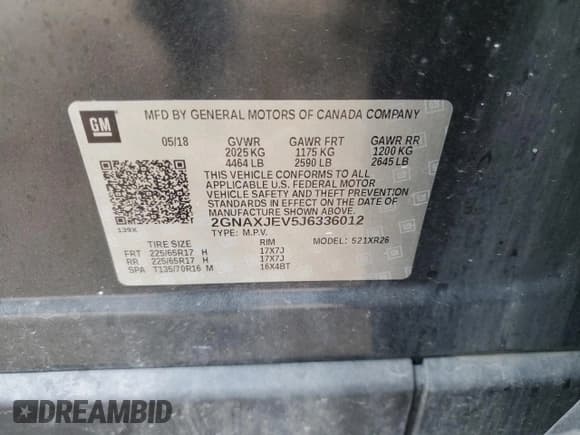 MFD BY GENERAL MOTORS OF CANADA COMPANY
GM
05/18 GVWR GAWR FRT GAWR RR
2025 KG 1175 KG 1200 KG
4464 LB 2590 LB 2645 LB
THIS VEHICLE CONFORMS TO ALL
APPLICABLE U.S. FEDERAL MOTOR
VEHICLE SAFETY AND THEFT PREVENTION
STANDARDS IN EFFECT ON THE DATE OF
MANUFACTURE SHOWN ABOVE.
139X 2GNAXJEV5J6336012
TYPE: M.P.V. MODEL: 521XR26
TIRE SIZE RIM
FRT 225/65R17 H 17X7J
RR 225/65R17 H 17X7J
SPA T135/70R16 M 16X4BT
DREAMBID